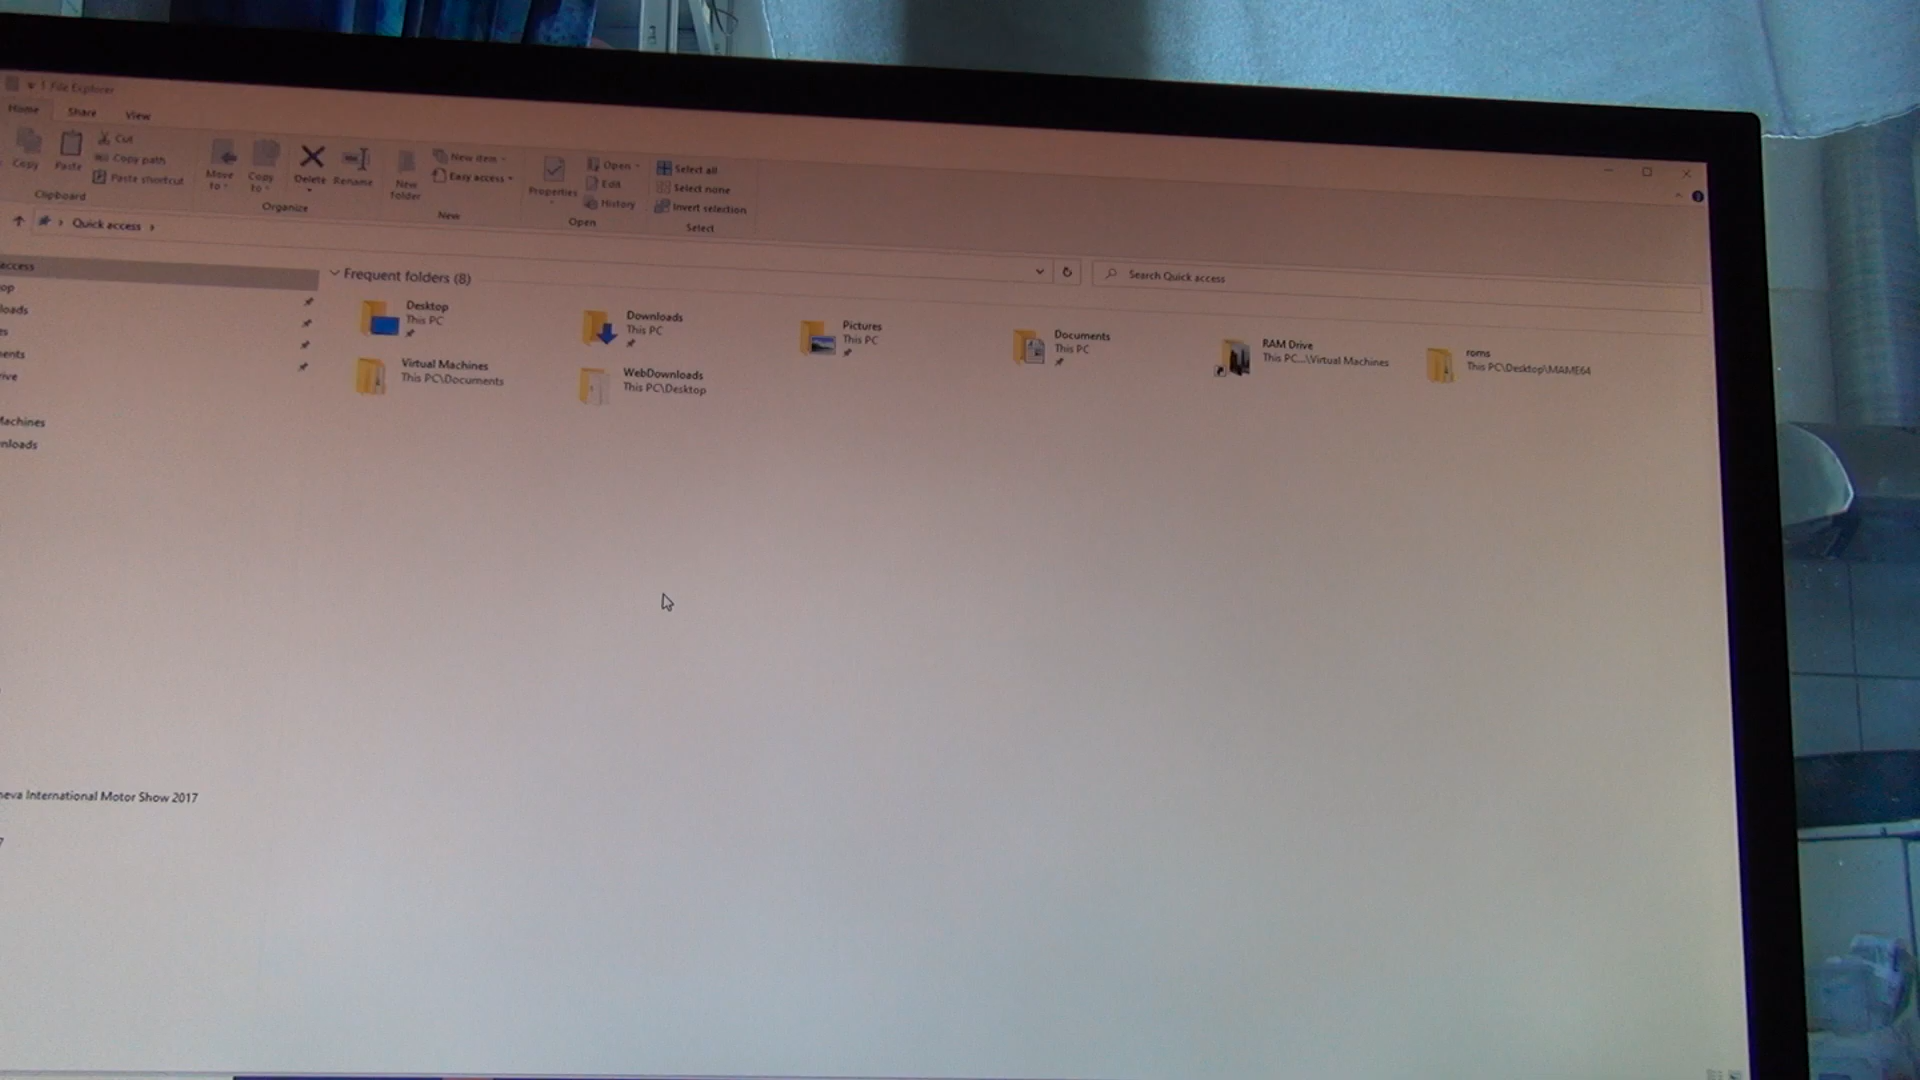 File Explorer
Home Share View
Copy
Paste
Cut
Copy path
Paste shortcut
Clipboard
Move to
Copy to
Delete
Rename
Organize
New folder
New item
Easy access
New
Properties
Open
Edit
History
Open
Select all
Select none
Invert selection
Select
Quick access
Search Quick access
access
op
loads
es
ents
ive
Machines
nloads
neva International Motor Show 2017
7
Frequent folders (8)
Desktop
This PC
Downloads
This PC
Pictures
This PC
Documents
This PC
RAM Drive
This PC...\Virtual Machines
roms
This PC\Desktop\MAME64
Virtual Machines
This PC\Documents
WebDownloads
This PC\Desktop